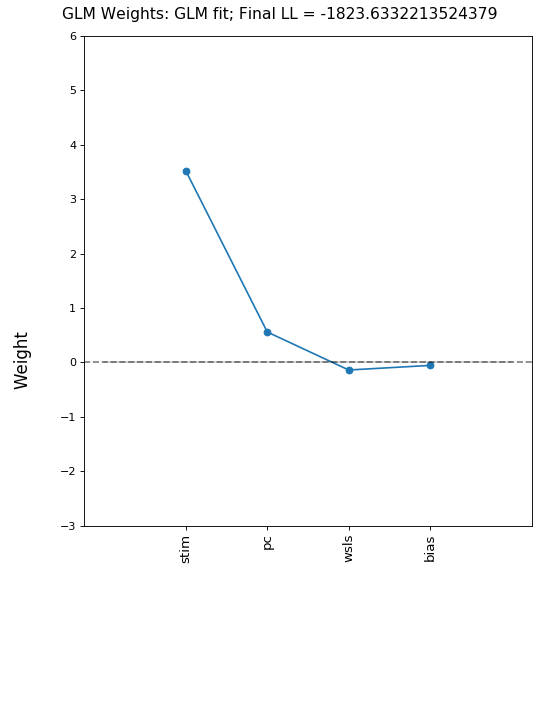 GLM Weights: GLM fit; Final LL = -1823.6332213524379
6
5
4
3
2
1
0
−1
−2
−3
Weight
stim
pc
wsls
bias